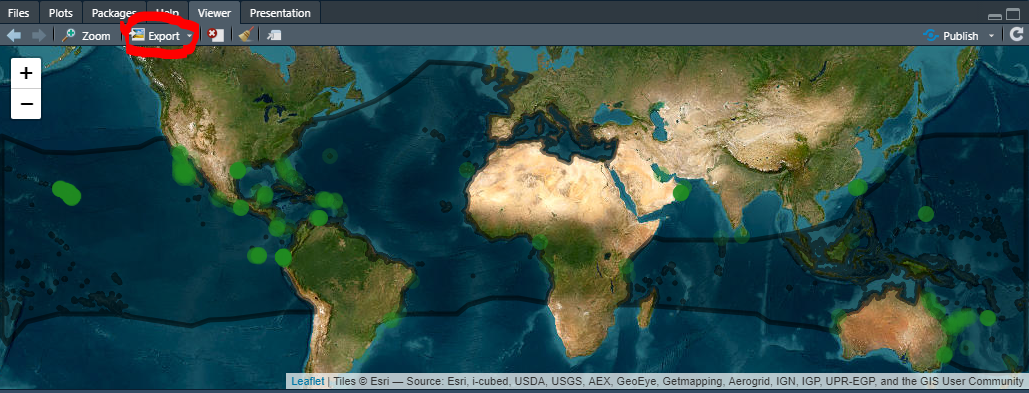 Files Plots Packages Help Viewer Presentation
Zoom Export Publish
+
−
Leaflet | Tiles © Esri — Source: Esri, i-cubed, USDA, USGS, AEX, GeoEye, Getmapping, Aerogrid, IGN, IGP, UPR-EGP, and the GIS User Community